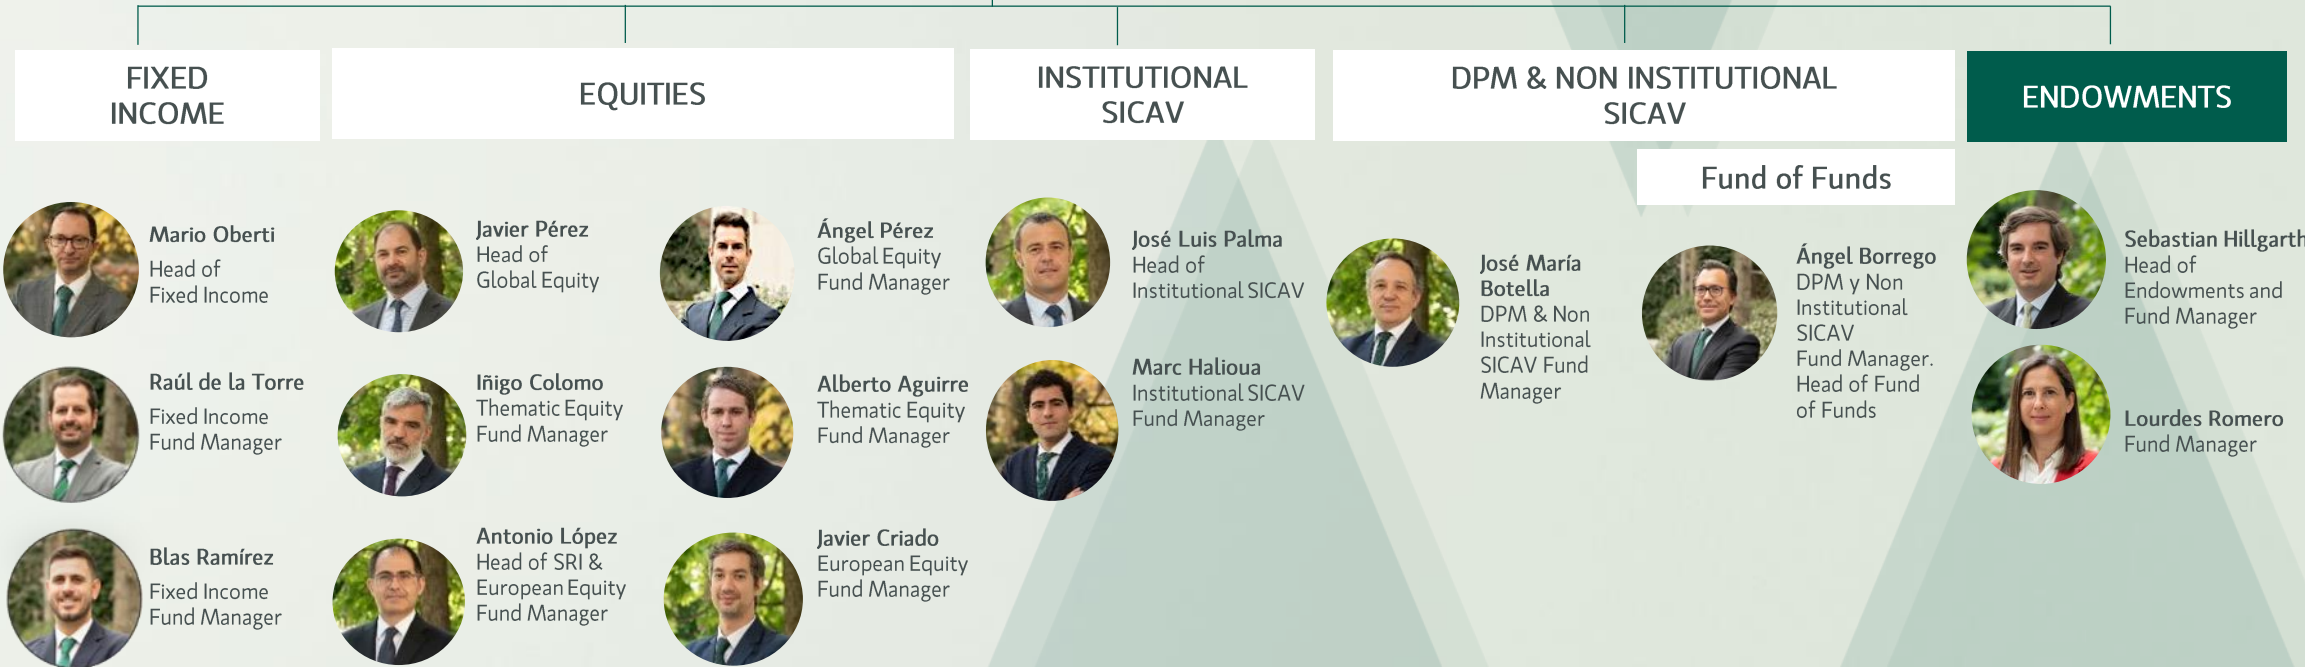 FIXED
INCOME
EQUITIES
INSTITUTIONAL
SICAV
DPM & NON INSTITUTIONAL
SICAV
ENDOWMENTS
Fund of Funds
Mario Oberti
Head of
Fixed Income
Raúl de la Torre
Fixed Income
Fund Manager
Blas Ramírez
Fixed Income
Fund Manager
Javier Pérez
Head of
Global Equity
Iñigo Colomo
Thematic Equity
Fund Manager
Antonio López
Head of SRI &
European Equity
Fund Manager
Ángel Pérez
Global Equity
Fund Manager
Alberto Aguirre
Thematic Equity
Fund Manager
Javier Criado
European Equity
Fund Manager
José Luis Palma
Head of
Institutional SICAV
Marc Halioua
Institutional SICAV
Fund Manager
José María
Botella
DPM & Non
Institutional
SICAV Fund
Manager
Ángel Borrego
DPM y Non
Institutional
SICAV
Fund Manager.
Head of Fund
of Funds
Sebastian Hillgarth
Head of
Endowments and
Fund Manager
Lourdes Romero
Fund Manager